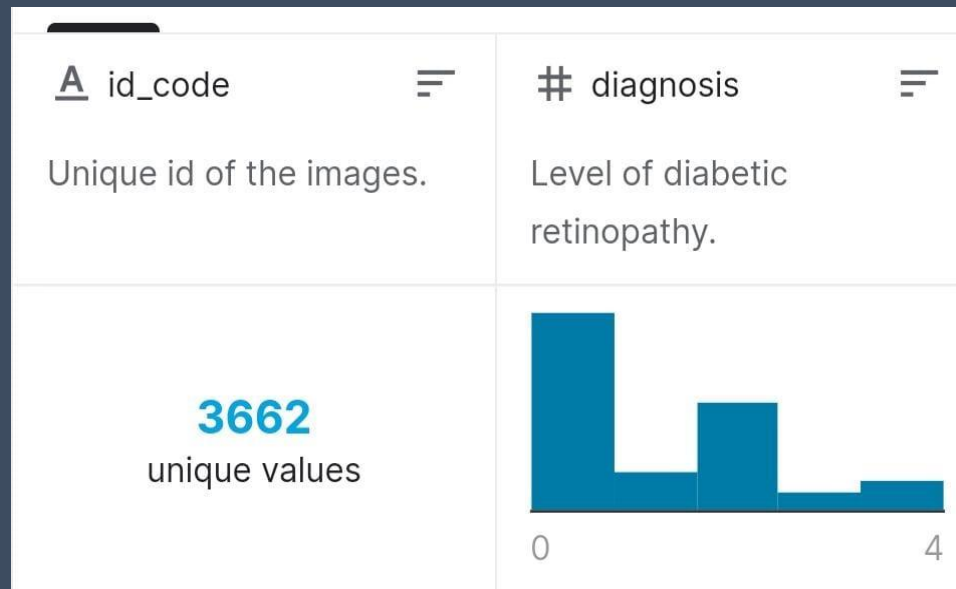 id_code
diagnosis
Unique id of the images.
Level of diabetic
retinopathy.
3662
unique values
0
4